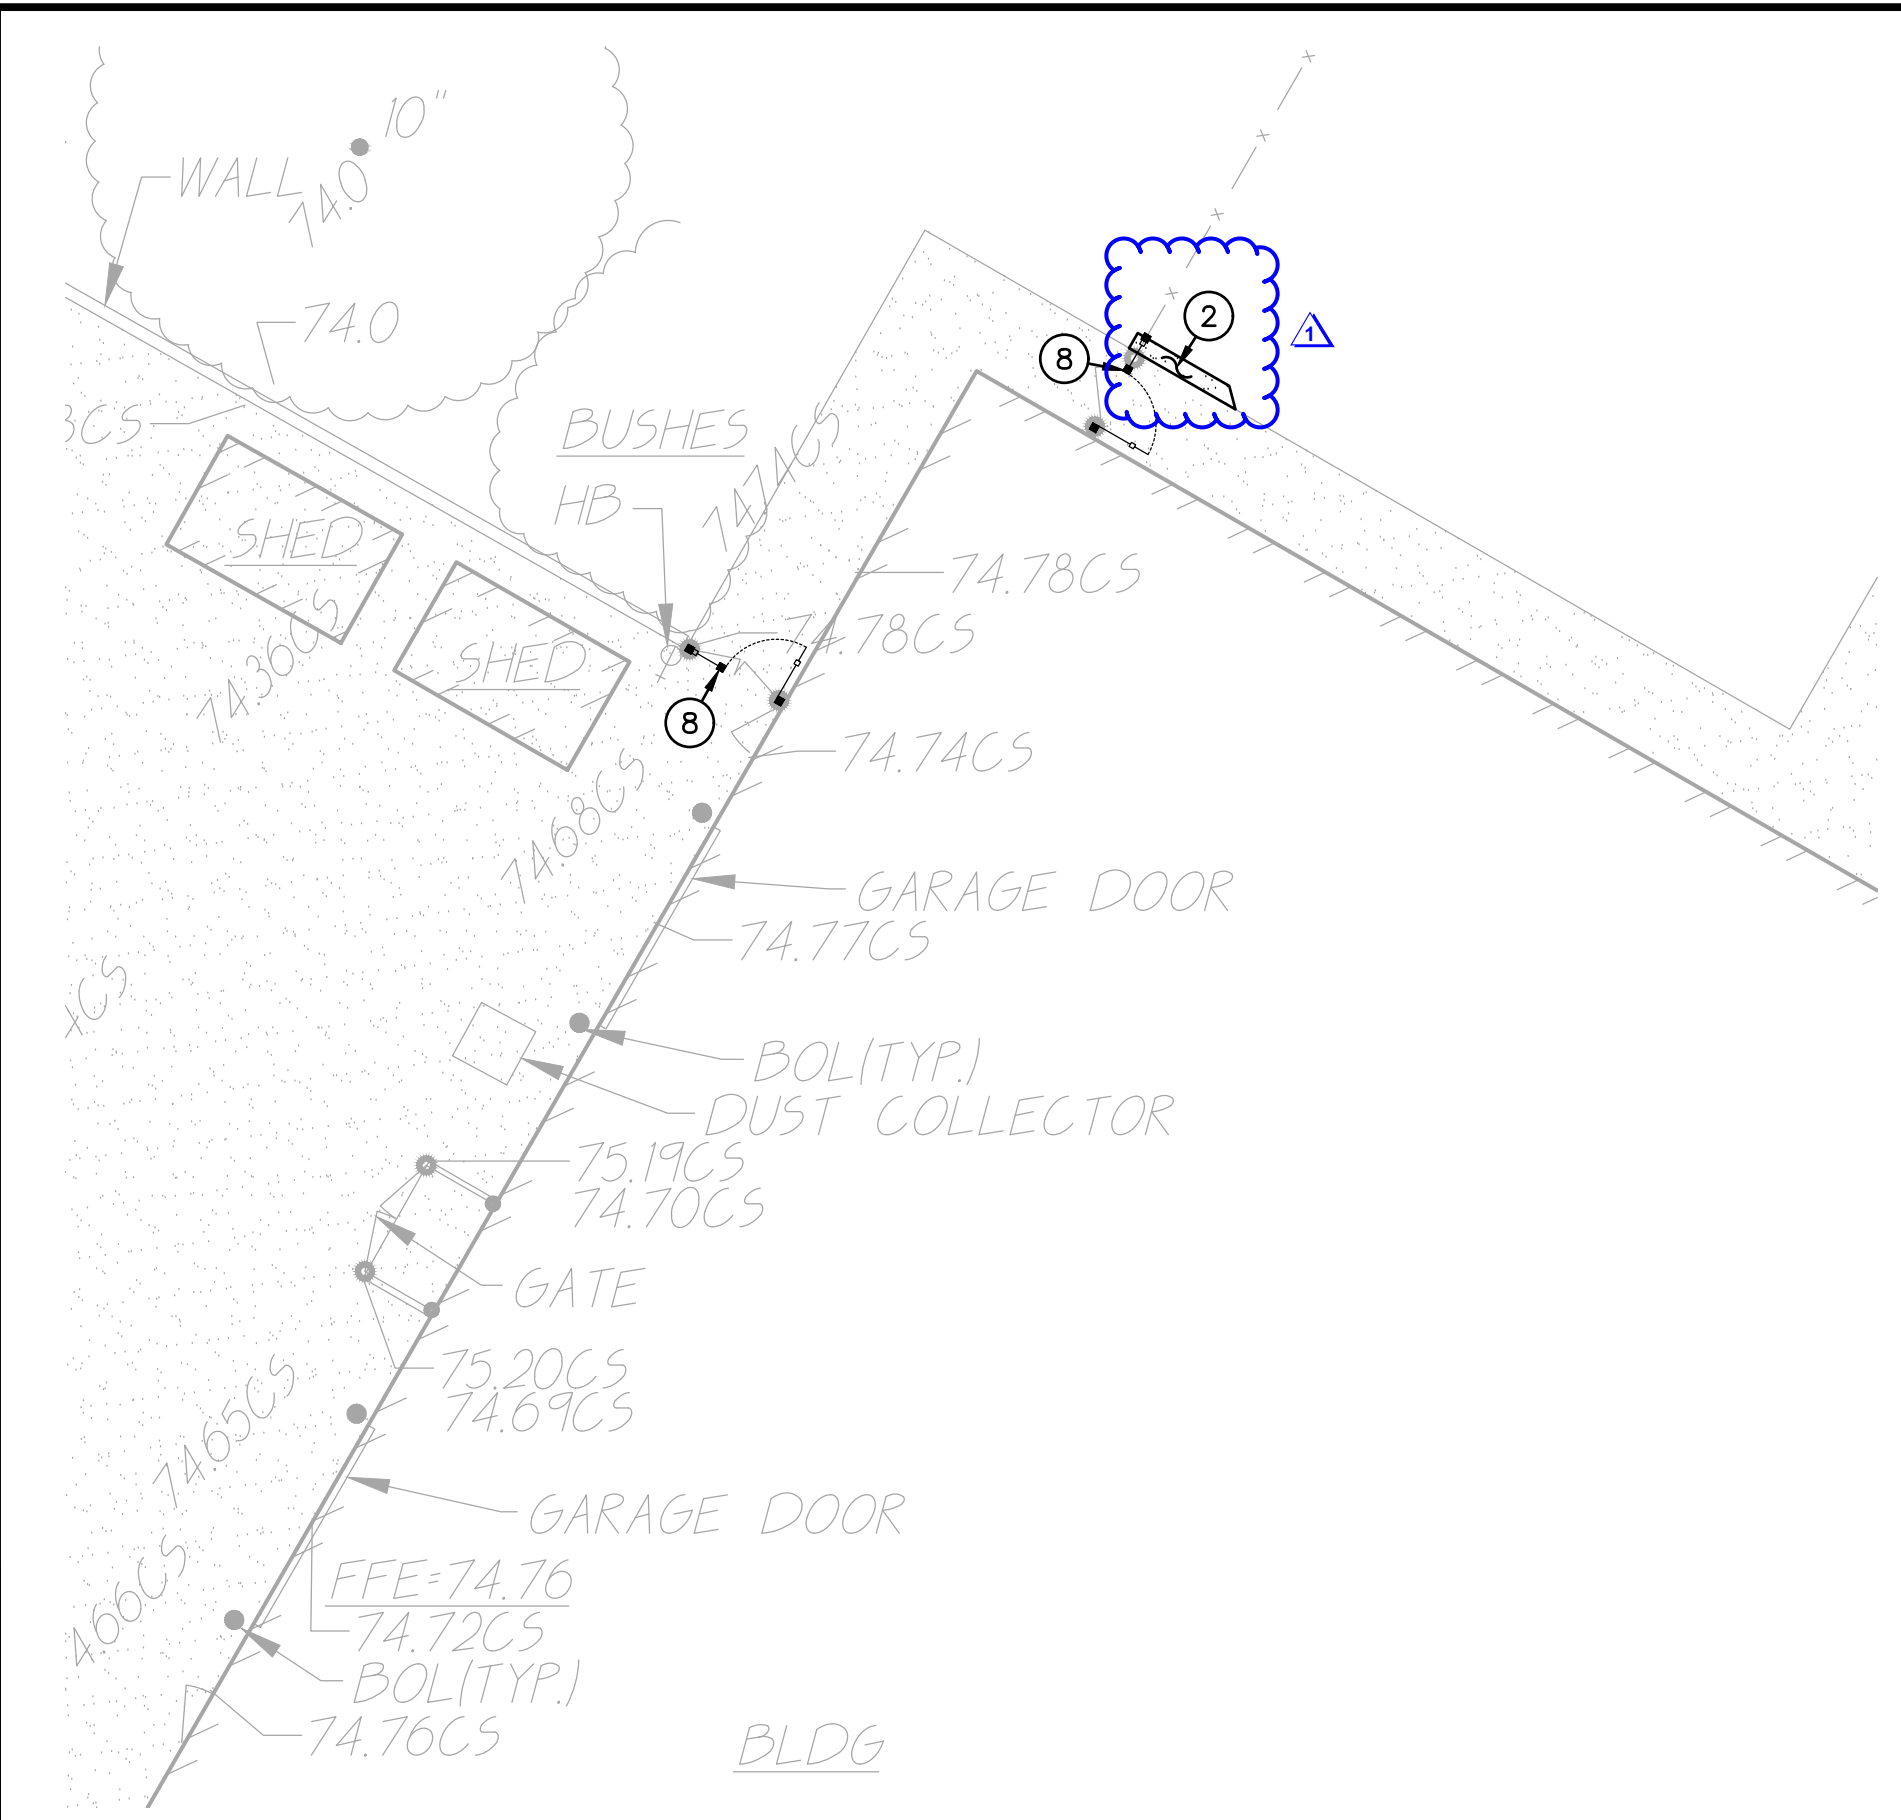 10"
WALL
74.0
74.0
2
1
8
BUSHES
74.74CS
HB
SHED
74.78CS
74.36CS
74.78CS
SHED
8
74.74CS
74.68CS
GARAGE DOOR
74.77CS
BOL(TYP.)
DUST COLLECTOR
75.19CS
74.70CS
GATE
75.20CS
74.69CS
74.65CS
GARAGE DOOR
FFE=74.76
74.72CS
BOL(TYP.)
74.76CS
BLDG